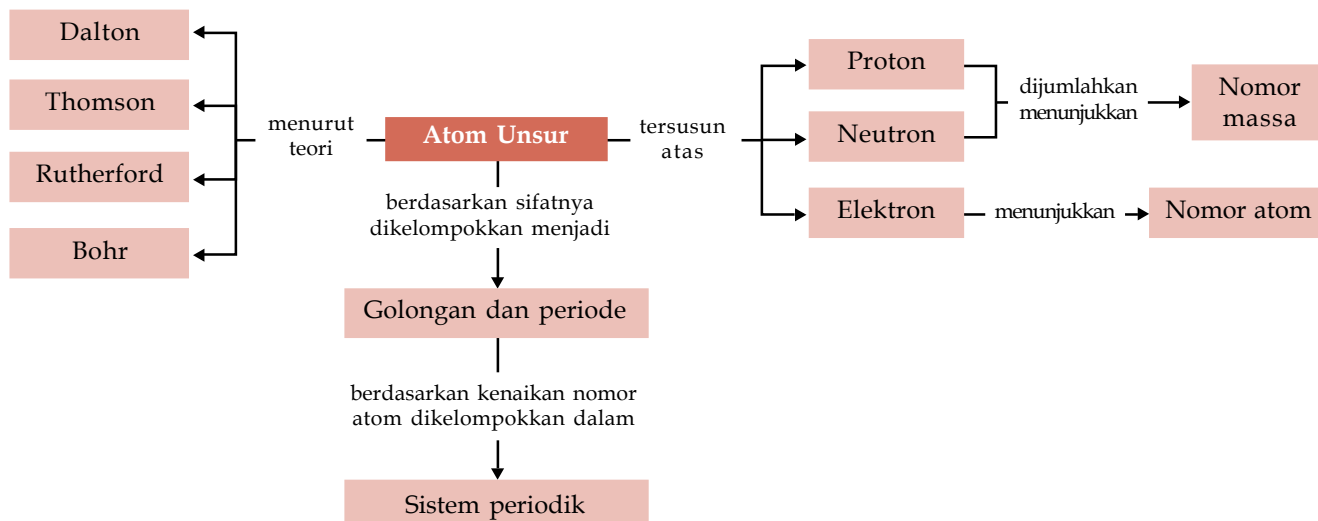 Dalton
Thomson
Rutherford
Bohr
menurut
teori
Atom Unsur
tersusun
atas
Proton
Neutron
Elektron
dijumlahkan
menunjukkan
Nomor
massa
menunjukkan
Nomor atom
berdasarkan sifatnya
dikelompokkan menjadi
Golongan dan periode
berdasarkan kenaikan nomor
atom dikelompokkan dalam
Sistem periodik